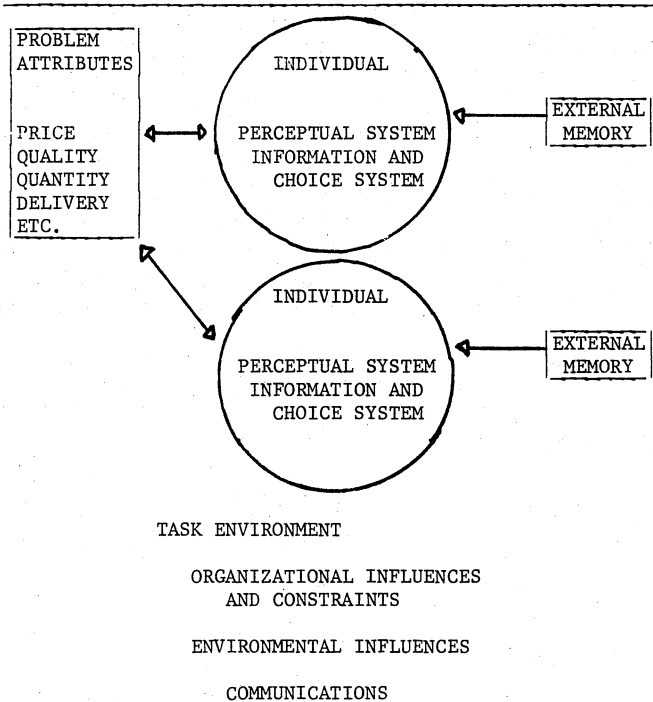 PROBLEM
ATTRIBUTES
PRICE
QUALITY
QUANTITY
DELIVERY
ETC.
INDIVIDUAL
PERCEPTUAL SYSTEM
INFORMATION AND
CHOICE SYSTEM
EXTERNAL
MEMORY
INDIVIDUAL
PERCEPTUAL SYSTEM
INFORMATION AND
CHOICE SYSTEM
EXTERNAL
MEMORY
TASK ENVIRONMENT
ORGANIZATIONAL INFLUENCES
AND CONSTRAINTS
ENVIRONMENTAL INFLUENCES
COMMUNICATIONS